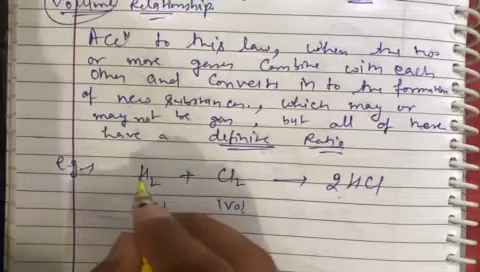 Volume Relationship
Acc" to this law, when the two
or more gases combine with each
other and converts in to the formation
of new substances, which may or
may not be gas, but all of these
have a definite Ratio
e.g→ H₂ + Cl₂ → 2HCl
1Vol